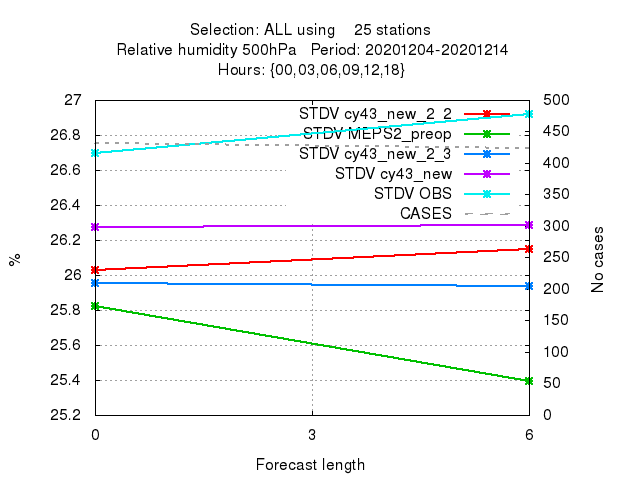 Selection: ALL using    25 stations
Relative humidity 500hPa   Period: 20201204-20201214
Hours: {00,03,06,09,12,18}
27 500
STDV cy43_new_2_2
26.8 STDV MEPS2_preop 450
STDV cy43_new_2_3 400
26.6 STDV cy43_new 350
STDV OBS
26.4 CASES
300
26.2
250
% 26 No cases
200
25.8
150
25.6 100
25.4 50
25.2 0
0 3 6
Forecast length